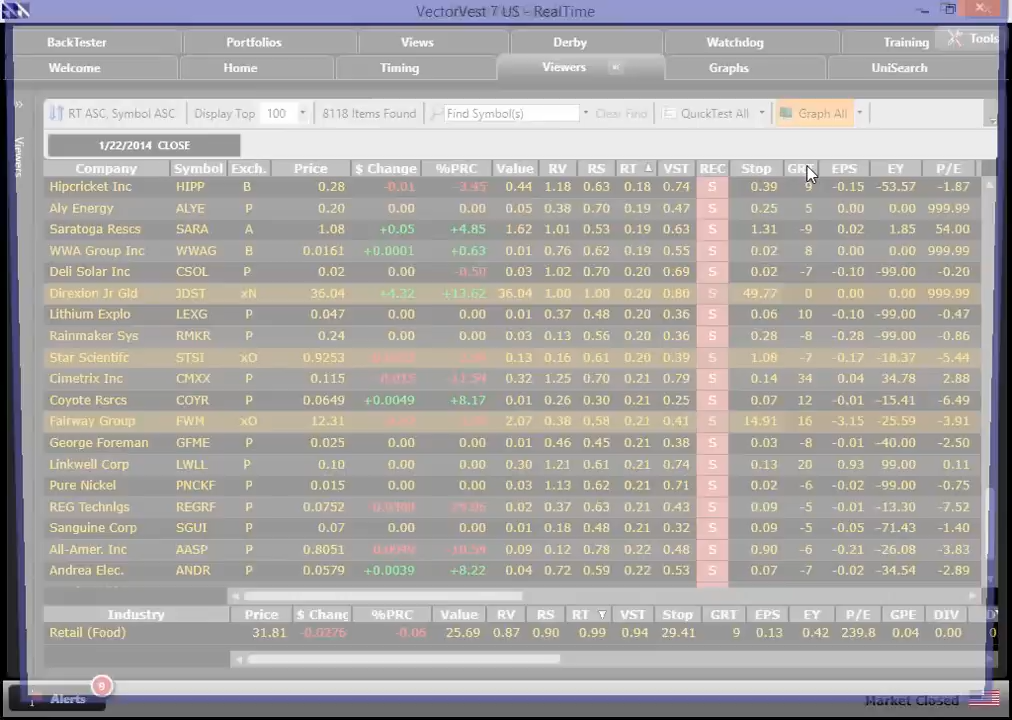 VectorVest 7 US - RealTime
BackTester Portfolios Views Derby Watchdog Training Tools
Welcome Home Timing Viewers Graphs UniSearch
Viewers
RT ASC, Symbol ASC Display Top 100 8118 Items Found Find Symbol(s) Clear Find QuickTest All Graph All
1/22/2014 CLOSE
Company Symbol Exch. Price $ Change %PRC Value RV RS RT VST REC Stop GRT EPS EY P/E
Hipcricket Inc HIPP B 0.28 -0.01 -3.45 0.44 1.18 0.63 0.18 0.74 S 0.39 9 -0.15 -53.57 -1.87
Aly Energy ALYE P 0.20 0.00 0.00 0.05 0.38 0.70 0.19 0.47 S 0.25 5 0.00 0.00 999.99
Saratoga Rescs SARA A 1.08 +0.05 +4.85 1.62 1.01 0.53 0.19 0.63 S 1.31 -9 0.02 1.85 54.00
WWA Group Inc WWAG B 0.0161 +0.0001 +0.63 0.01 0.76 0.62 0.19 0.55 S 0.02 8 0.00 0.00 999.99
Deli Solar Inc CSOL P 0.02 0.00 -0.50 0.03 1.02 0.70 0.20 0.69 S 0.02 -7 -0.10 -99.00 -0.20
Direxion Jr Gld JDST xN 36.04 +4.32 +13.62 36.04 1.00 1.00 0.20 0.80 S 49.77 0 0.00 0.00 999.99
Lithium Explo LEXG P 0.047 0.00 0.00 0.01 0.37 0.48 0.20 0.36 S 0.06 10 -0.10 -99.00 -0.47
Rainmaker Sys RMKR P 0.24 0.00 0.00 0.01 0.13 0.56 0.20 0.36 S 0.28 -8 -0.28 -99.00 -0.86
Star Scientific STSI xO 0.9253 0.13 0.16 0.61 0.20 0.39 S 1.08 -7 -0.17 -18.37 -5.44
Cimetrix Inc CMXX P 0.115 -0.015 -11.54 0.32 1.25 0.70 0.21 0.79 S 0.14 34 0.04 34.78 2.88
Coyote Rsrcs COYR P 0.0649 +0.0049 +8.17 0.01 0.26 0.30 0.21 0.25 S 0.07 12 -0.01 -15.41 -6.49
Fairway Group FWM xO 12.31 2.07 0.38 0.58 0.21 0.41 S 14.91 16 -3.15 -25.59 -3.91
George Foreman GFME P 0.025 0.00 0.00 0.01 0.46 0.45 0.21 0.38 S 0.03 -8 -0.01 -40.00 -2.50
Linkwell Corp LWLL P 0.10 0.00 0.00 0.30 1.21 0.61 0.21 0.74 S 0.13 20 0.93 99.00 0.11
Pure Nickel PNCKF P 0.015 0.00 0.00 0.03 1.13 0.62 0.21 0.71 S 0.02 -6 -0.02 -99.00 -0.75
REG Technlgs REGRF P 0.0752 0.02 0.37 0.63 0.21 0.43 S 0.09 -5 -0.01 -13.30 -7.52
Sanguine Corp SGUI P 0.07 0.00 0.00 0.01 0.18 0.48 0.21 0.32 S 0.09 -5 -0.05 -71.43 -1.40
All-Amer. Inc AASP P 0.8051 0.09 0.12 0.78 0.22 0.48 S 0.90 -6 -0.21 -26.08 -3.83
Andrea Elec. ANDR P 0.0579 +0.0039 +8.22 0.04 0.72 0.59 0.22 0.53 S 0.07 -7 -0.02 -34.54 -2.89
Industry Price $ Chang %PRC Value RV RS RT VST Stop GRT EPS EY P/E GPE DIV
Retail (Food) 31.81 -0.0276 -0.06 25.69 0.87 0.90 0.99 0.94 29.41 9 0.13 0.42 239.8 0.04 0.00 0
Alerts 9 Market Closed